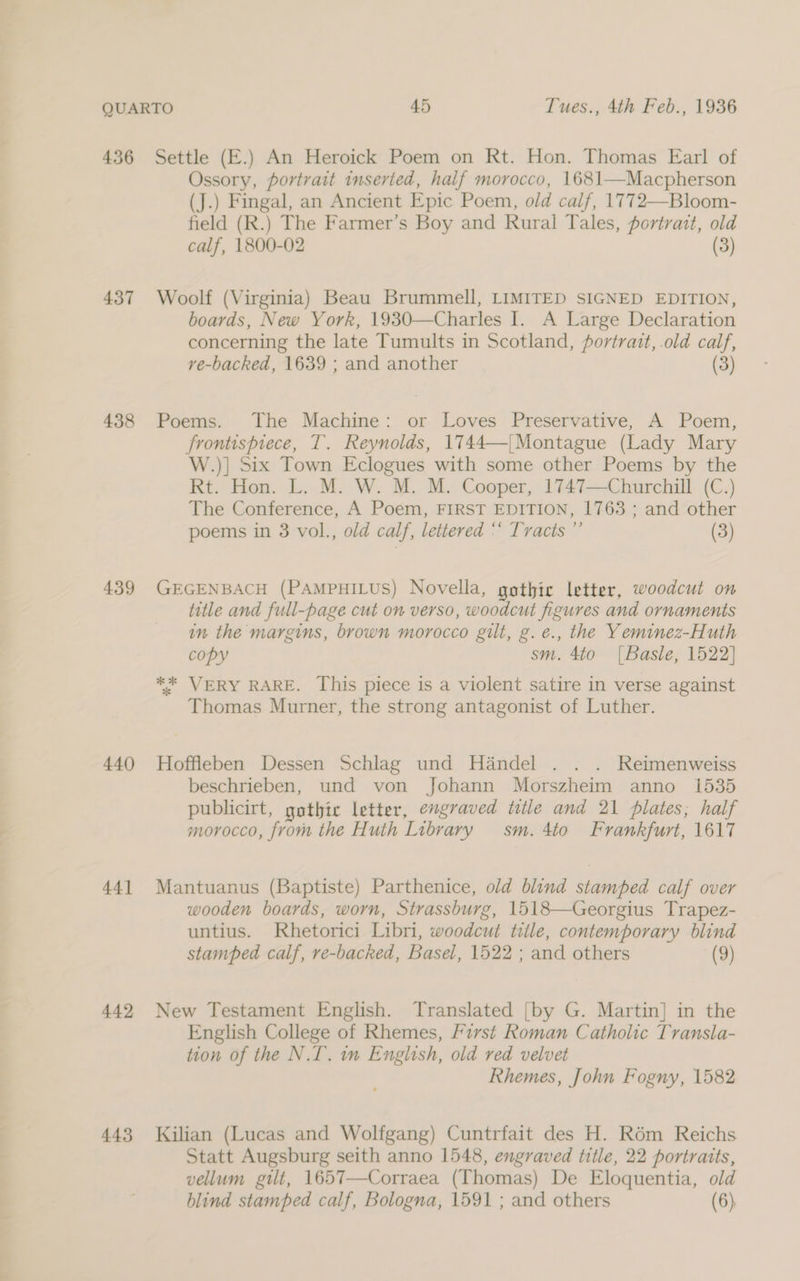 QUARTO 45 Tues., 4th Feb., 1936
436 Settle (E.) An Heroick Poem on Rt. Hon. Thomas Earl of
Ossory, portrait inserted, half morocco, 1681—Macpherson
(J.) Fingal, an Ancient Epic Poem, old calf, 1772—Bloom-
field (R.) The Farmer's Boy and Rural Tales, portrait, old
calf, 1800-02 (3)
437 Woolf (Virginia) Beau Brummell, LIMITED SIGNED EDITION,
boards, New York, 1930—Charles I. A Large Declaration
concerning the late Tumults in Scotland, portrait, old calf,
re-backed, 1639 ; and another (3)
438 Poems. The Machine: or Loves Preservative, A Poem,
frontispiece, T. Reynolds, 1744—[Montague (Lady Mary
W.)] Six Town Eclogues with some other Poems by the
Rt. Hon. L. M. W. M. M. Cooper, 1747—Churchill (C.)
The Conference, A Poem, FIRST EDITION, 1763 ; and other
poems in 3 vol., old calf, lettered “ Tracts ” (3)
439 GEGENBACH (PAMPHILUS) Novella, gothic letter, woodcut on
title and full-page cut on verso, woodcut figures and ornaments
in the margins, brown morocco gilt, g. e., the Yeminez-Huth
copy sm. 4to [Basle, 1522]
*** VERY RARE. This piece is a violent satire in verse against
Thomas Murner, the strong antagonist of Luther.
440 Hoffleben Dessen Schlag und Händel . . . Reimenweiss
beschrieben, und von Johann Morszheim anno 1535
publicirt, gothic letter, engraved title and 21 plates, half
morocco, from the Huth Library sm. 4to Frankfurt, 1617
441 Mantuanus (Baptiste) Parthenice, old blind stamped calf over
wooden boards, worn, Strassburg, 1518—Georgius Trapez-
untius. Rhetorici Libri, woodcut title, contemporary blind
stamped calf, re-backed, Basel, 1522 ; and others (9)
442 New Testament English. Translated [by G. Martin] in the
English College of Rhemes, First Roman Catholic Transla-
tion of the N.T. in English, old red velvet
Rhemes, John Fogny, 1582
443 Kilian (Lucas and Wolfgang) Cuntrfait des H. Röm Reichs
Statt Augsburg seith anno 1548, engraved title, 22 portraits,
vellum gilt, 1657—Corraea (Thomas) De Eloquentia, old
blind stamped calf, Bologna, 1591 ; and others (6)